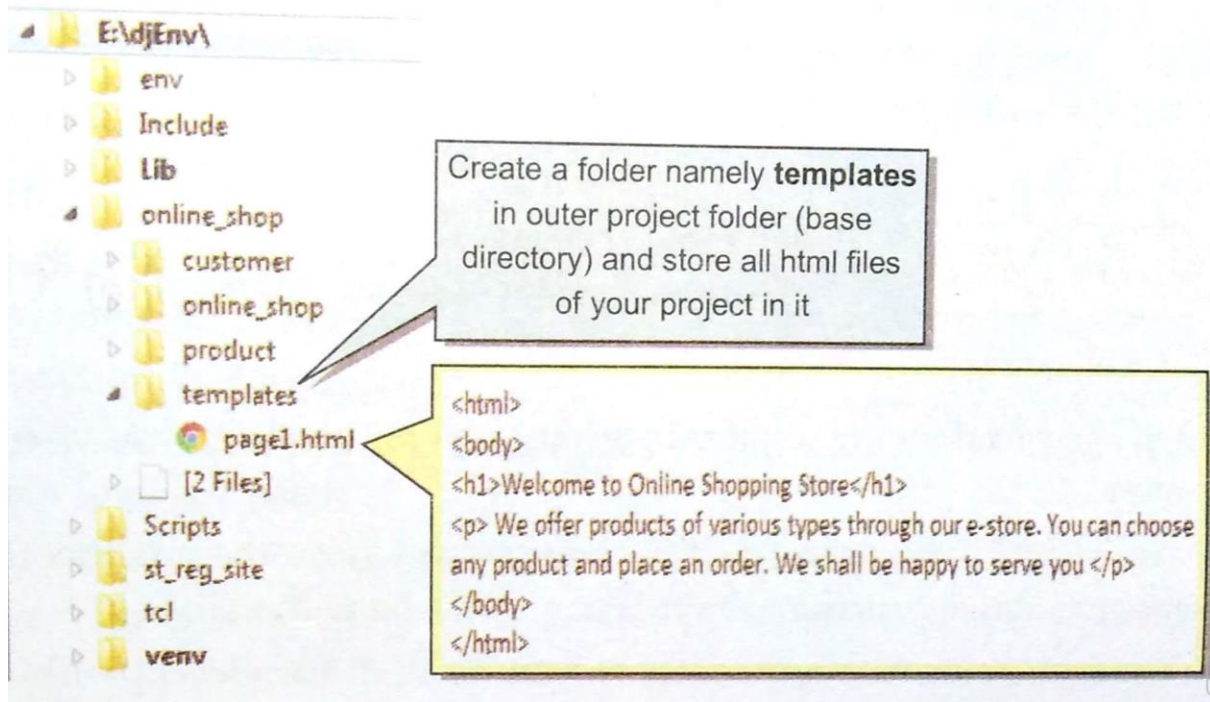 E:\djEnv\
env
Include
Lib
online_shop
customer
online_shop
product
templates
page1.html
[2 Files]
Scripts
st_reg_site
tcl
venv
Create a folder namely templates
in outer project folder (base
directory) and store all html files
of your project in it
<html>
<body>
<h1>Welcome to Online Shopping Store</h1>
<p> We offer products of various types through our e-store. You can choose
any product and place an order. We shall be happy to serve you </p>
</body>
</html>